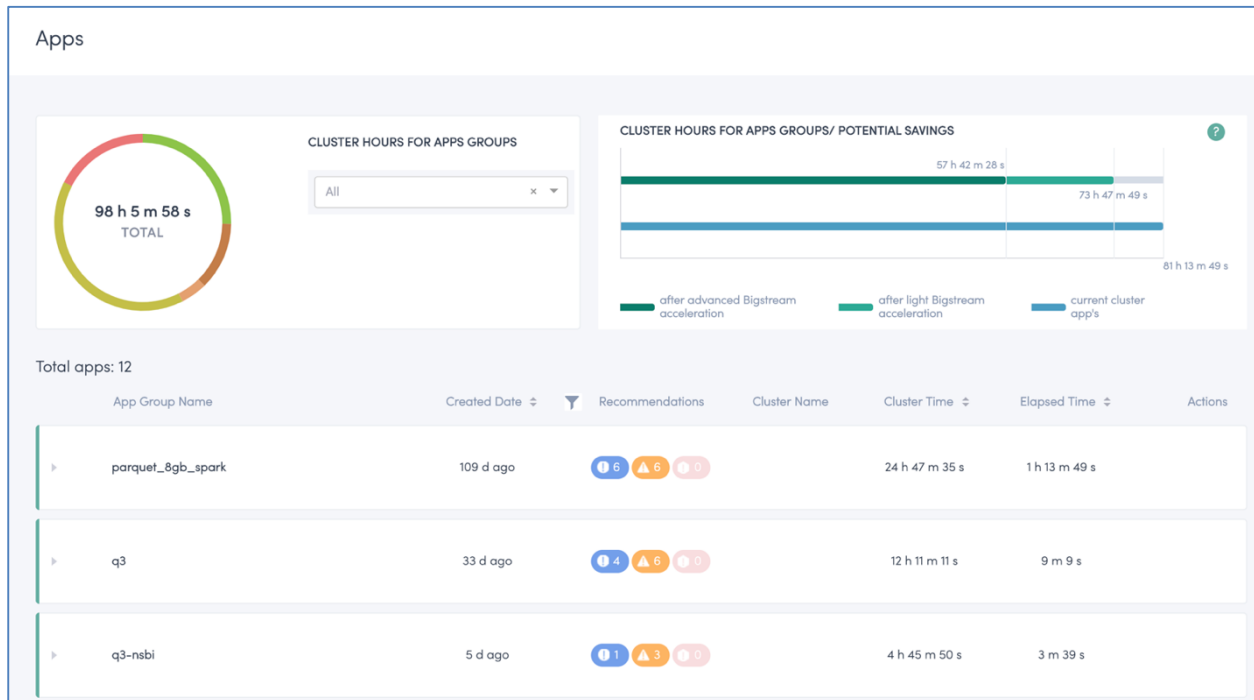 Apps
98 h 5 m 58 s
TOTAL
CLUSTER HOURS FOR APPS GROUPS
All
CLUSTER HOURS FOR APPS GROUPS/ POTENTIAL SAVINGS
?
57 h 42 m 28 s
73 h 47 m 49 s
81 h 13 m 49 s
after advanced Bigstream
acceleration
after light Bigstream
acceleration
current cluster
app's
Total apps: 12
App Group Name Created Date Recommendations Cluster Name Cluster Time Elapsed Time Actions
parquet_8gb_spark 109 d ago 6 6 0 24 h 47 m 35 s 1 h 13 m 49 s
q3 33 d ago 4 6 0 12 h 11 m 11 s 9 m 9 s
q3-nsbi 5 d ago 1 3 0 4 h 45 m 50 s 3 m 39 s